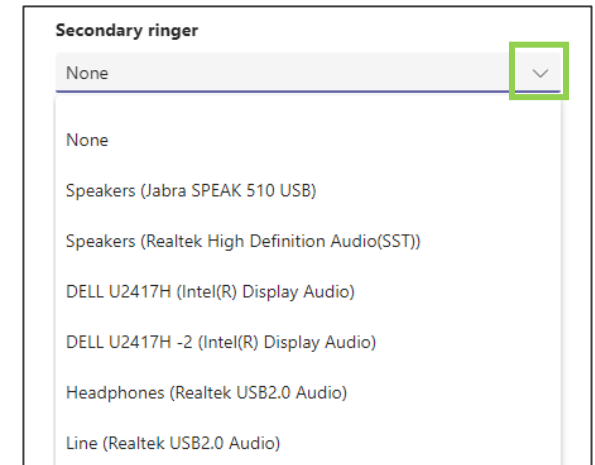 Secondary ringer
None
None
Speakers (Jabra SPEAK 510 USB)
Speakers (Realtek High Definition Audio(SST))
DELL U2417H (Intel(R) Display Audio)
DELL U2417H -2 (Intel(R) Display Audio)
Headphones (Realtek USB2.0 Audio)
Line (Realtek USB2.0 Audio)